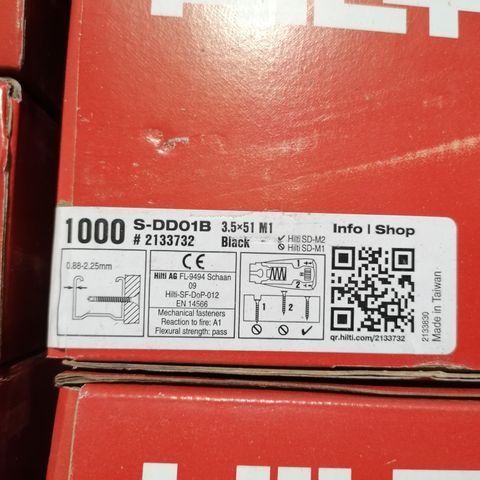 1000 S-DD01B 3.5×51 M1
# 2133732 Black
✓ Hilti SD-M2
⊘ Hilti SD-M1
Info | Shop
0.88-2.25mm
CE
Hilti AG FL-9494 Schaan
09
Hilti-SF-DoP-012
EN 14566
Mechanical fasteners
Reaction to fire: A1
Flexural strength: pass
1
2
1 2
qr.hilti.com/2133732
2133830
Made in Taiwan